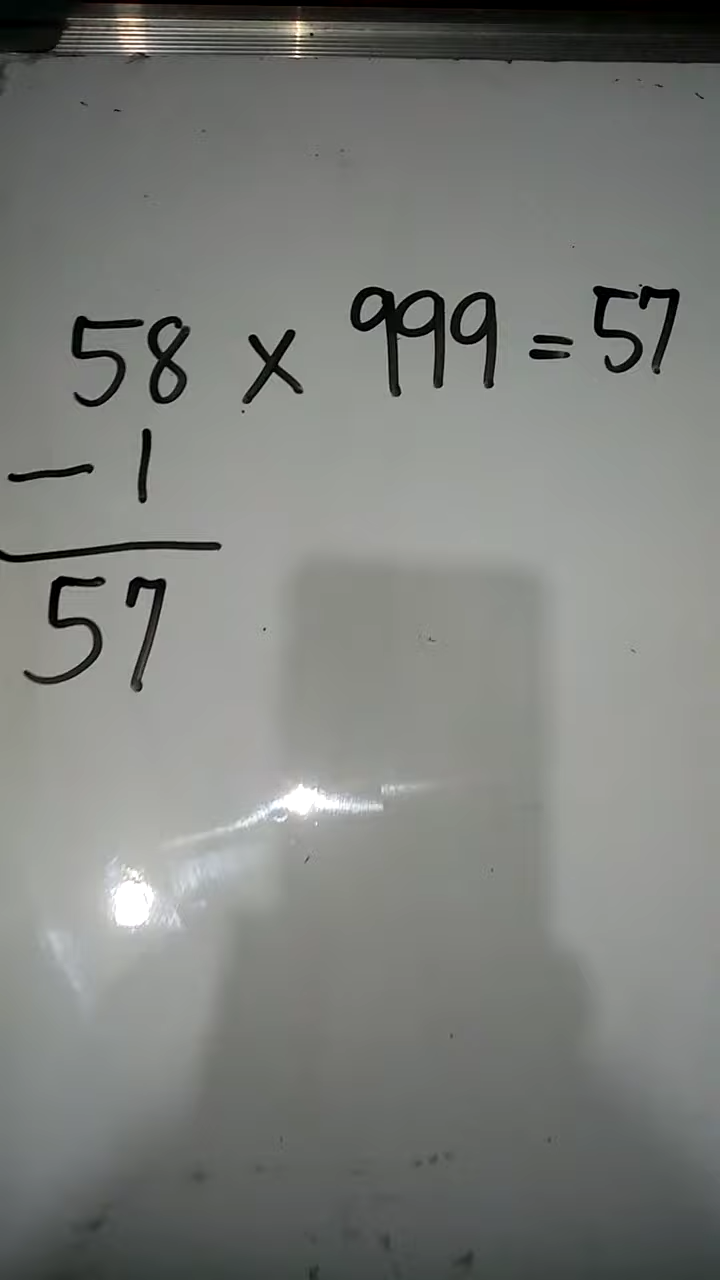 58 × 999 = 57
- 1
57